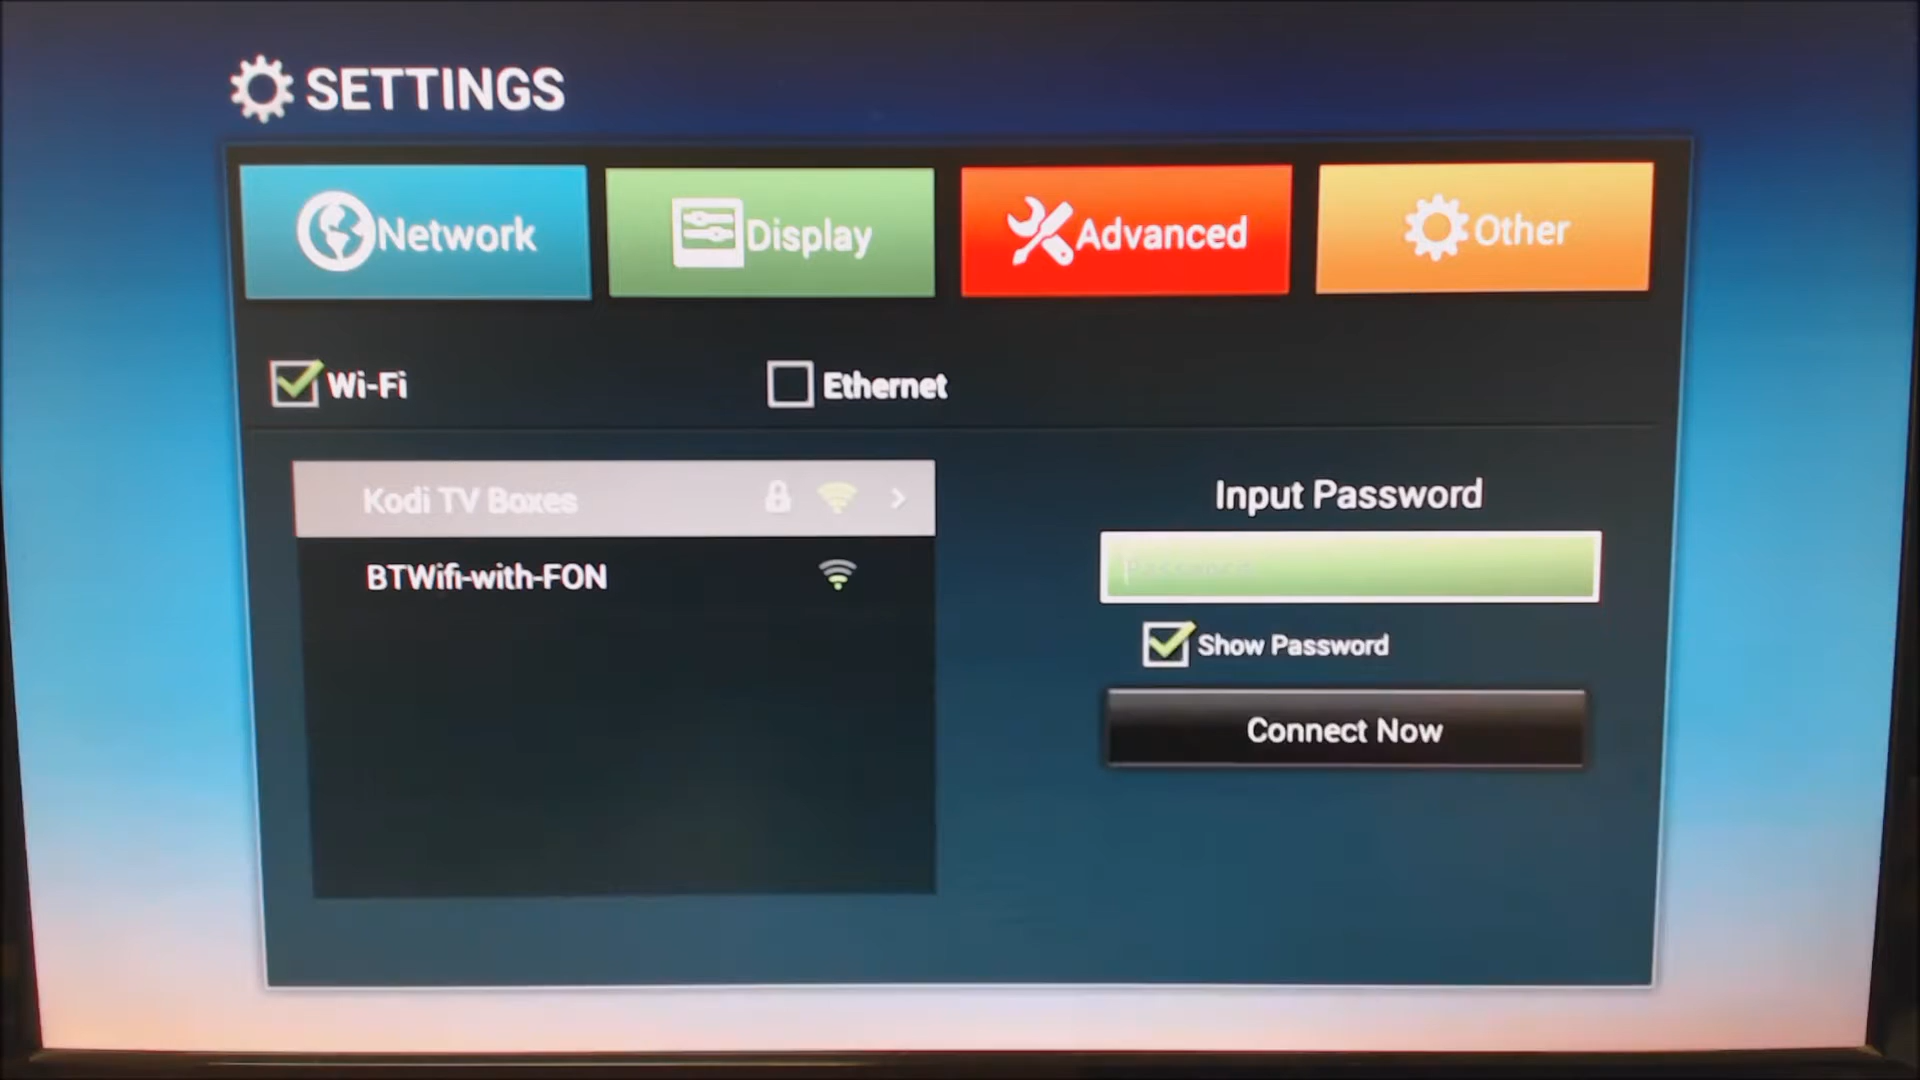 SETTINGS
Network
Display
Advanced
Other
Wi-Fi
Ethernet
Kodi TV Boxes
BTWifi-with-FON
Input Password
Password
Show Password
Connect Now